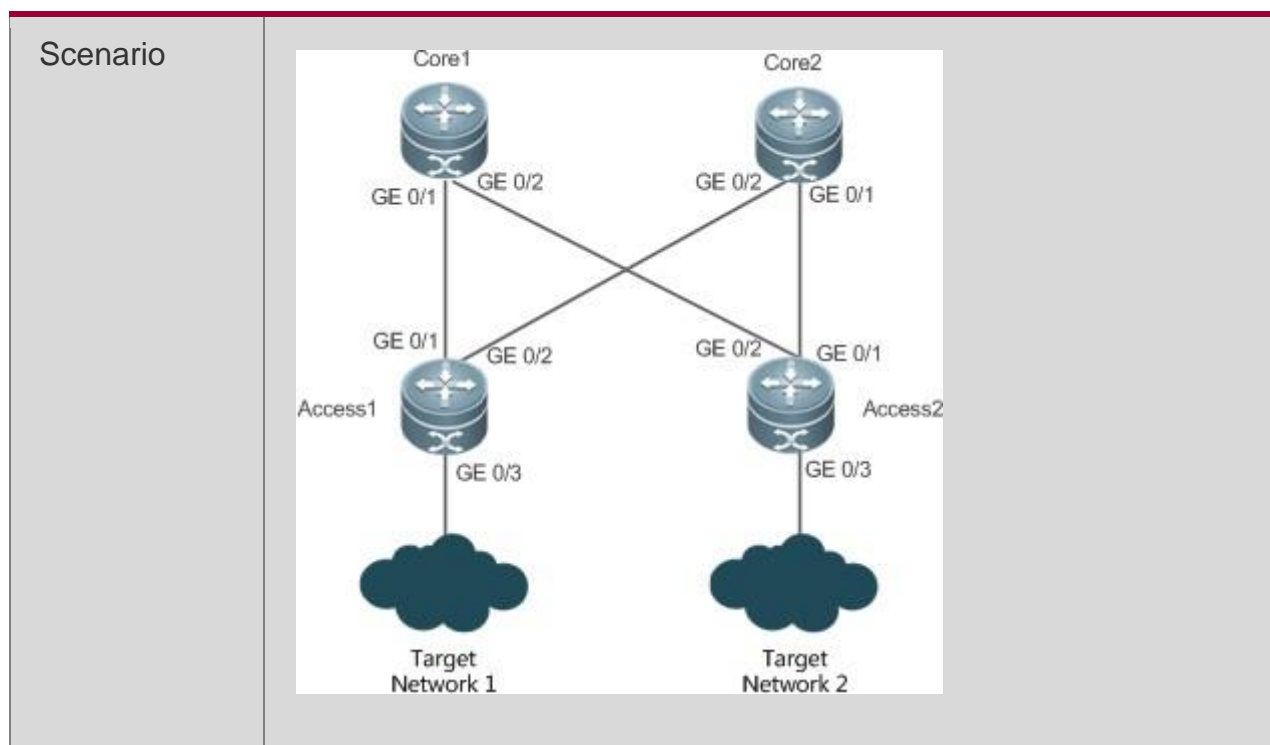 Scenario
Core1
Core2
GE 0/1
GE 0/2
GE 0/2
GE 0/1
GE 0/1
GE 0/2
GE 0/2
GE 0/1
Access1
Access2
GE 0/3
GE 0/3
Target
Network 1
Target
Network 2